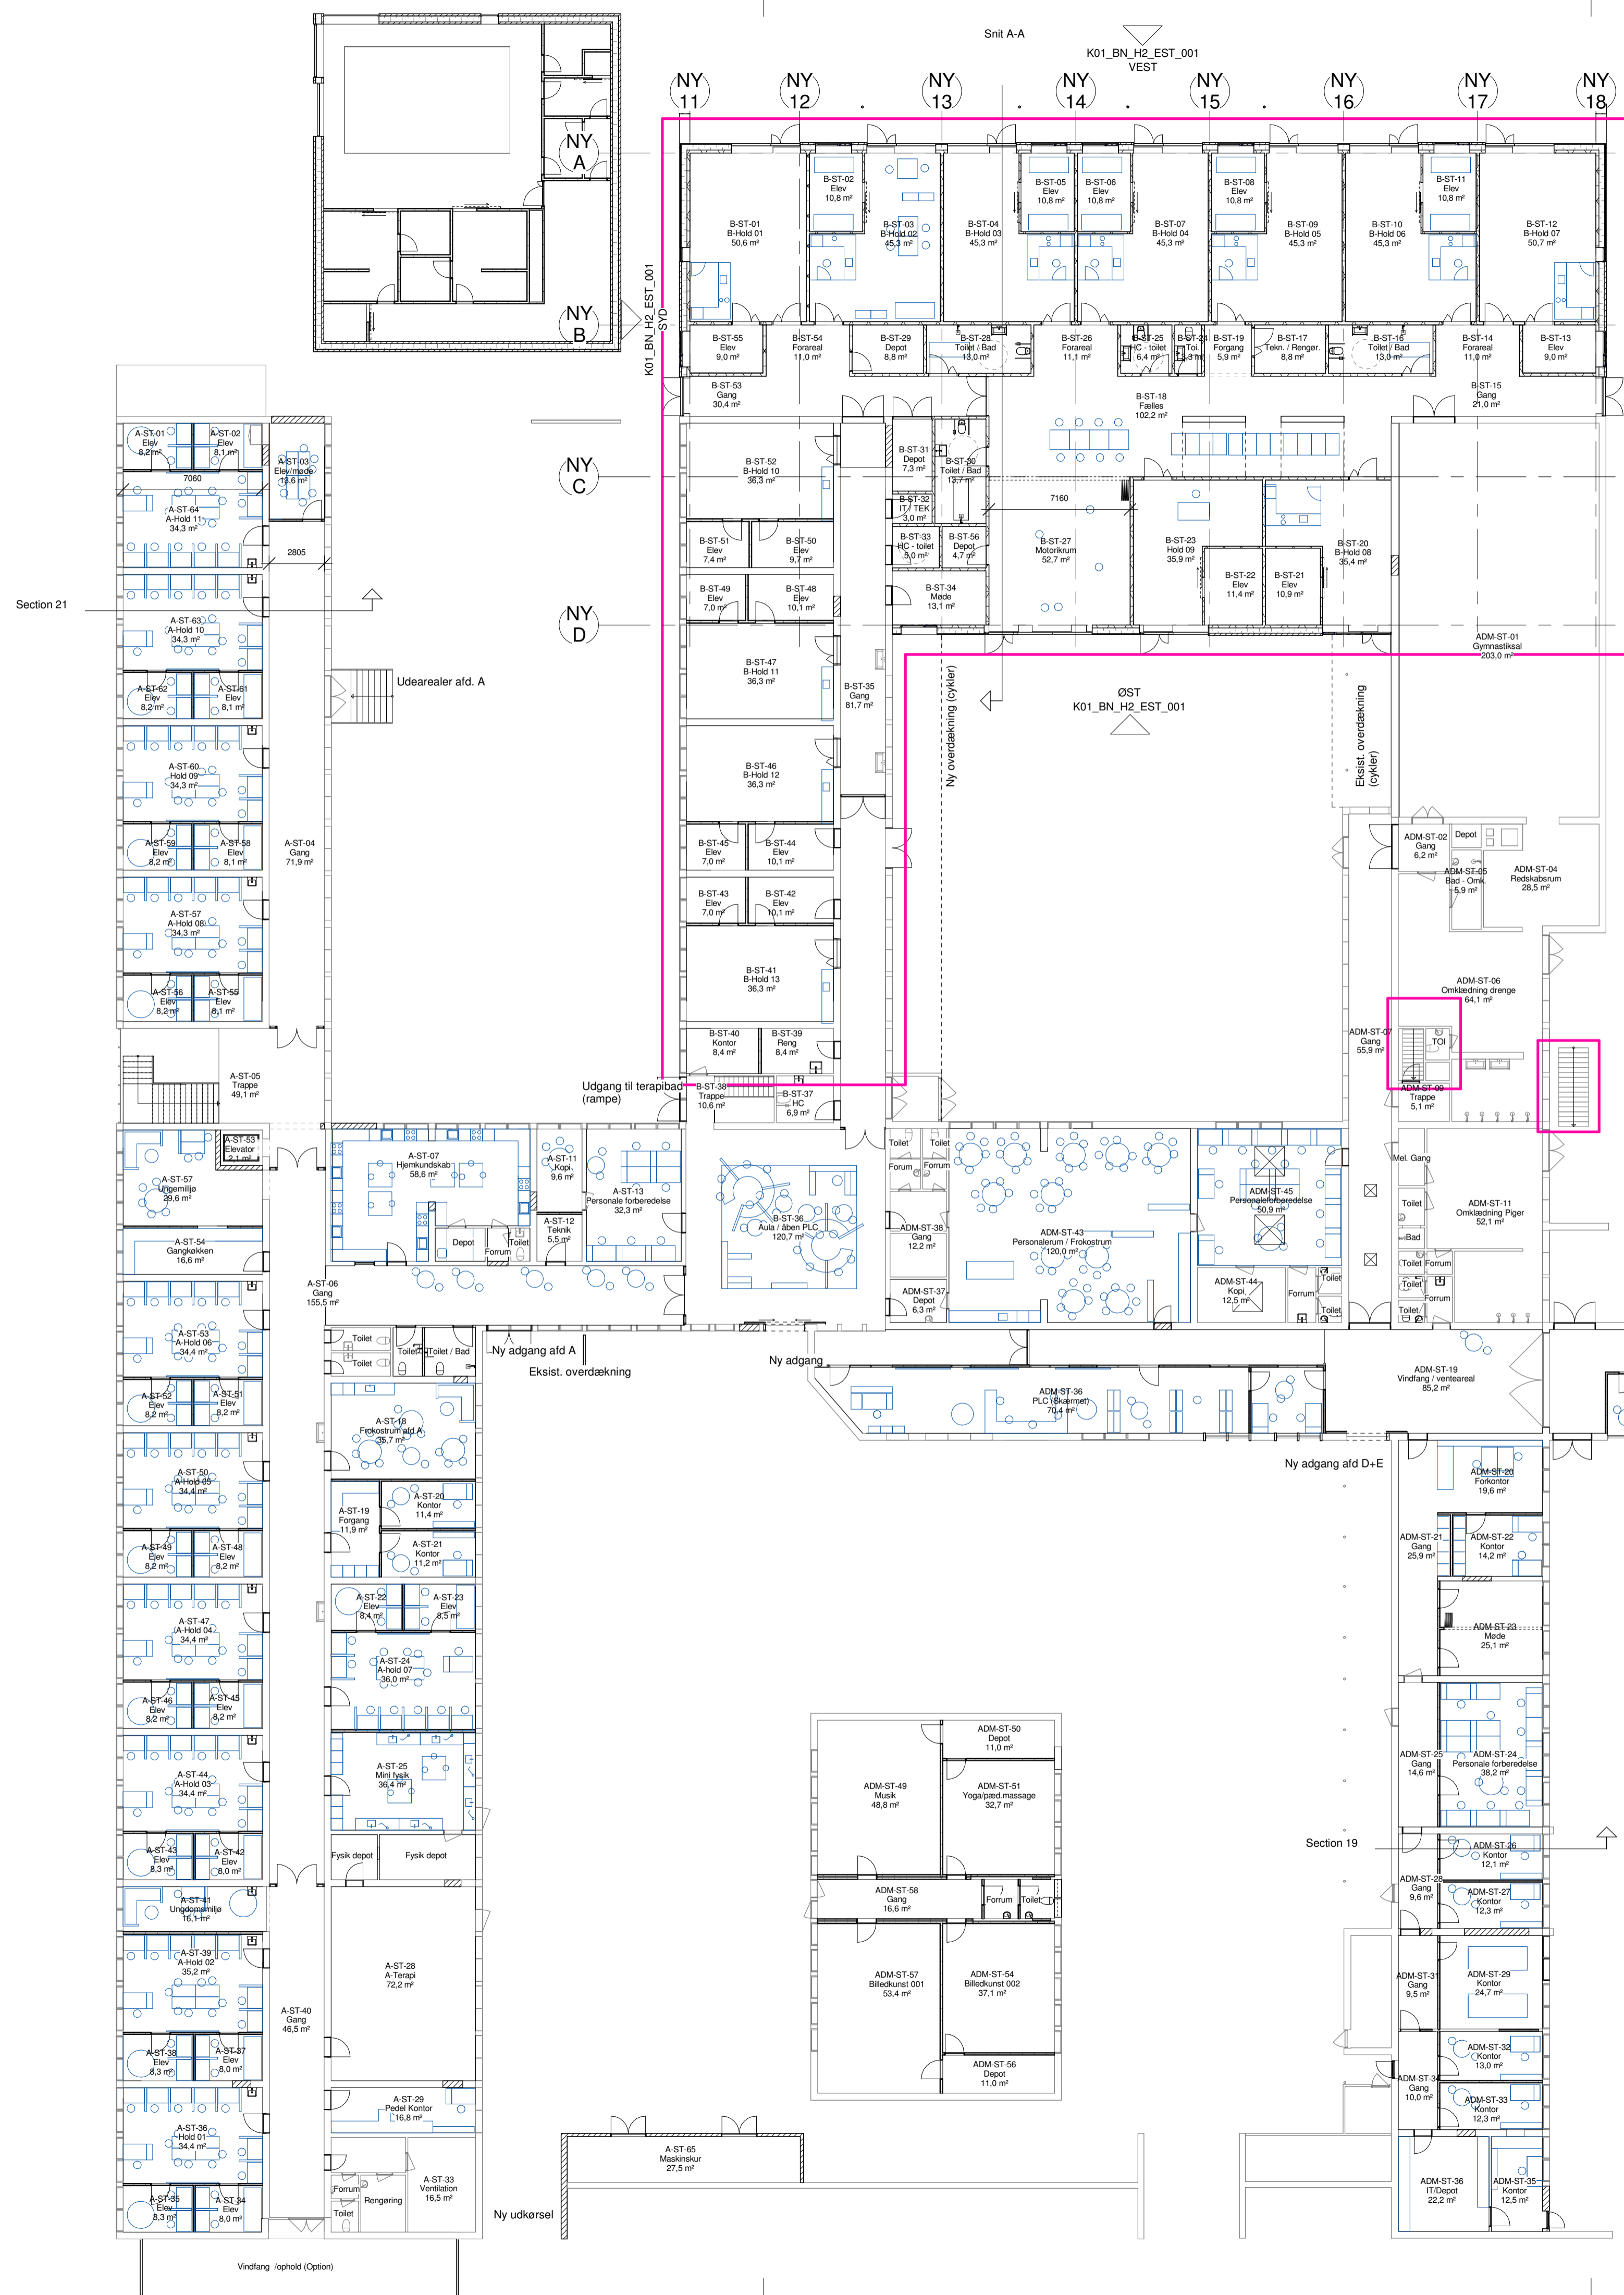 Snit A-A
K01_BN_H2_EST_001
VEST
NY
11
NY
12
NY
13
NY
14
NY
15
NY
16
NY
17
NY
18
NY
A
NY
B
NY
C
NY
D
K01_BN_H2_EST_001
SYD
B-ST-01
B-Hold 01
50,6 m²
B-ST-02
Elev
10,8 m²
B-ST-03
B-Hold 02
45,3 m²
B-ST-04
B-Hold 03
45,3 m²
B-ST-05
Elev
10,8 m²
B-ST-06
Elev
10,8 m²
B-ST-07
B-Hold 04
45,3 m²
B-ST-08
Elev
10,8 m²
B-ST-09
B-Hold 05
45,3 m²
B-ST-10
B-Hold 06
45,3 m²
B-ST-11
Elev
10,8 m²
B-ST-12
B-Hold 07
50,7 m²
B-ST-55
Elev
9,0 m²
B-ST-54
Forareal
11,0 m²
B-ST-29
Depot
8,8 m²
B-ST-28
Toilet / Bad
13,0 m²
B-ST-26
Forareal
11,1 m²
B-ST-25
HC - toilet
6,4 m²
B-ST-24
Toi.
B-ST-19
Forgang
5,9 m²
B-ST-17
Tekn. / Rengør.
8,8 m²
B-ST-16
Toilet / Bad
13,0 m²
B-ST-14
Forareal
11,0 m²
B-ST-13
Elev
9,0 m²
B-ST-53
Gang
30,4 m²
B-ST-18
Fælles
102,2 m²
B-ST-15
Gang
21,0 m²
A-ST-01
Elev
8,2 m²
A-ST-02
Elev
8,1 m²
A-ST-03
Elev/møde
13,6 m²
7060
A-ST-64
A-Hold 11
34,3 m²
2805
B-ST-52
B-Hold 10
36,3 m²
B-ST-31
Depot
7,3 m²
B-ST-30
Toilet / Bad
13,7 m²
B-ST-32
IT / TEK
3,0 m²
7160
B-ST-51
Elev
7,4 m²
B-ST-50
Elev
9,7 m²
B-ST-33
HC - toilet
5,0 m²
B-ST-56
Depot
4,7 m²
B-ST-27
Motorikrum
52,7 m²
B-ST-23
Hold 09
35,9 m²
B-ST-20
B-Hold 08
35,4 m²
B-ST-22
Elev
11,4 m²
B-ST-21
Elev
10,9 m²
B-ST-49
Elev
7,0 m²
B-ST-48
Elev
10,1 m²
B-ST-34
Møde
13,1 m²
Section 21
A-ST-63
A-Hold 10
34,3 m²
A-ST-62
Elev
8,2 m²
A-ST-61
Elev
8,1 m²
Udearealer afd. A
B-ST-47
B-Hold 11
36,3 m²
B-ST-35
Gang
81,7 m²
Ny overdækning (cykler)
ØST
K01_BN_H2_EST_001
Eksist. overdækning
(cykler)
ADM-ST-01
Gymnastiksal
203,0 m²
A-ST-60
Hold 09
34,3 m²
B-ST-46
B-Hold 12
36,3 m²
A-ST-59
Elev
8,2 m²
A-ST-58
Elev
8,1 m²
A-ST-04
Gang
71,9 m²
B-ST-45
Elev
7,0 m²
B-ST-44
Elev
10,1 m²
ADM-ST-02
Gang
6,2 m²
Depot
ADM-ST-05
Bad - Omk.
5,9 m²
ADM-ST-04
Redskabsrum
28,5 m²
B-ST-43
Elev
7,0 m²
B-ST-42
Elev
10,1 m²
A-ST-57
A-Hold 08
34,3 m²
B-ST-41
B-Hold 13
36,3 m²
A-ST-56
Elev
8,2 m²
A-ST-55
Elev
8,1 m²
ADM-ST-06
Omklædning drenge
64,1 m²
ADM-ST-07
Gang
55,9 m²
TOI
B-ST-40
Kontor
8,4 m²
B-ST-39
Reng
8,4 m²
A-ST-05
Trappe
49,1 m²
Udgang til terapibad
(rampe)
B-ST-38
Trappe
10,6 m²
B-ST-37
HC
6,9 m²
ADM-ST-09
Trappe
5,1 m²
A-ST-53
Elevator
2,1 m²
A-ST-57
Ungemilljø
29,6 m²
A-ST-07
Hjemkundskab
58,6 m²
A-ST-11
Kopi
9,6 m²
A-ST-13
Personale forberedelse
32,3 m²
A-ST-12
Teknik
5,5 m²
Depot
Forrum
Toilet
B-ST-36
Aula / åben PLC
120,7 m²
Toilet
Toilet
Forum
Forrum
ADM-ST-38
Gang
12,2 m²
ADM-ST-43
Personalerum / Frokostrum
120,0 m²
ADM-ST-45
Personaleforberedelse
50,9 m²
Mel. Gang
Toilet
Bad
ADM-ST-11
Omklædning Piger
52,1 m²
A-ST-54
Gangkøkken
16,6 m²
A-ST-06
Gang
155,5 m²
ADM-ST-37
Depot
6,3 m²
ADM-ST-44
Kopi
12,5 m²
Forrum
Toilet
Toilet
Toilet
Forrum
Toilet
Forrum
Toilet
A-ST-53
A-Hold 06
34,4 m²
Toilet
Toilet
Toilet
Toilet / Bad
Ny adgang afd A
Eksist. overdækning
Ny adgang
A-ST-52
Elev
8,2 m²
A-ST-51
Elev
8,2 m²
A-ST-18
Frokostrum afd A
35,7 m²
ADM-ST-36
PLC (Skærmet)
70,4 m²
ADM-ST-19
Vindfang / venteareal
85,2 m²
Ny adgang afd D+E
A-ST-50
A-Hold 05
34,4 m²
A-ST-19
Forgang
11,9 m²
A-ST-20
Kontor
11,4 m²
A-ST-21
Kontor
11,2 m²
ADM-ST-20
Forkontor
19,6 m²
ADM-ST-21
Gang
25,9 m²
ADM-ST-22
Kontor
14,2 m²
A-ST-49
Elev
8,2 m²
A-ST-48
Elev
8,2 m²
A-ST-22
Elev
8,4 m²
A-ST-23
Elev
8,5 m²
A-ST-47
A-Hold 04
34,4 m²
ADM-ST-23
Møde
25,1 m²
A-ST-24
A-hold 07
36,0 m²
A-ST-46
Elev
8,2 m²
A-ST-45
Elev
8,2 m²
A-ST-44
A-Hold 03
34,4 m²
A-ST-25
Mini fysik
36,4 m²
ADM-ST-50
Depot
11,0 m²
ADM-ST-49
Musik
48,8 m²
ADM-ST-51
Yoga/pæd.massage
32,7 m²
ADM-ST-25
Gang
14,6 m²
ADM-ST-24
Personale forberedelse
38,2 m²
Section 19
A-ST-43
Elev
8,3 m²
A-ST-42
Elev
8,0 m²
Fysik depot
Fysik depot
ADM-ST-26
Kontor
12,1 m²
ADM-ST-28
Gang
9,6 m²
ADM-ST-27
Kontor
12,3 m²
A-ST-41
Ungdomsmiljø
16,1 m²
ADM-ST-58
Gang
16,6 m²
Forrum
Toilet
A-ST-39
A-Hold 02
35,2 m²
A-ST-28
A-Terapi
72,2 m²
ADM-ST-57
Billedkunst 001
53,4 m²
ADM-ST-54
Billedkunst 002
37,1 m²
ADM-ST-31
Gang
9,5 m²
ADM-ST-29
Kontor
24,7 m²
A-ST-40
Gang
46,5 m²
A-ST-38
Elev
8,3 m²
A-ST-37
Elev
8,0 m²
ADM-ST-56
Depot
11,0 m²
ADM-ST-32
Kontor
13,0 m²
ADM-ST-34
Gang
10,0 m²
ADM-ST-33
Kontor
12,3 m²
A-ST-29
Pedel Kontor
16,8 m²
A-ST-36
Hold 01
34,4 m²
A-ST-65
Maskinskur
27,5 m²
A-ST-33
Ventilation
16,5 m²
Forrum
Rengøring
Toilet
A-ST-35
Elev
8,3 m²
A-ST-34
Elev
8,0 m²
Ny udkørsel
ADM-ST-36
IT/Depot
22,2 m²
ADM-ST-35
Kontor
12,5 m²
Vindfang /ophold (Option)